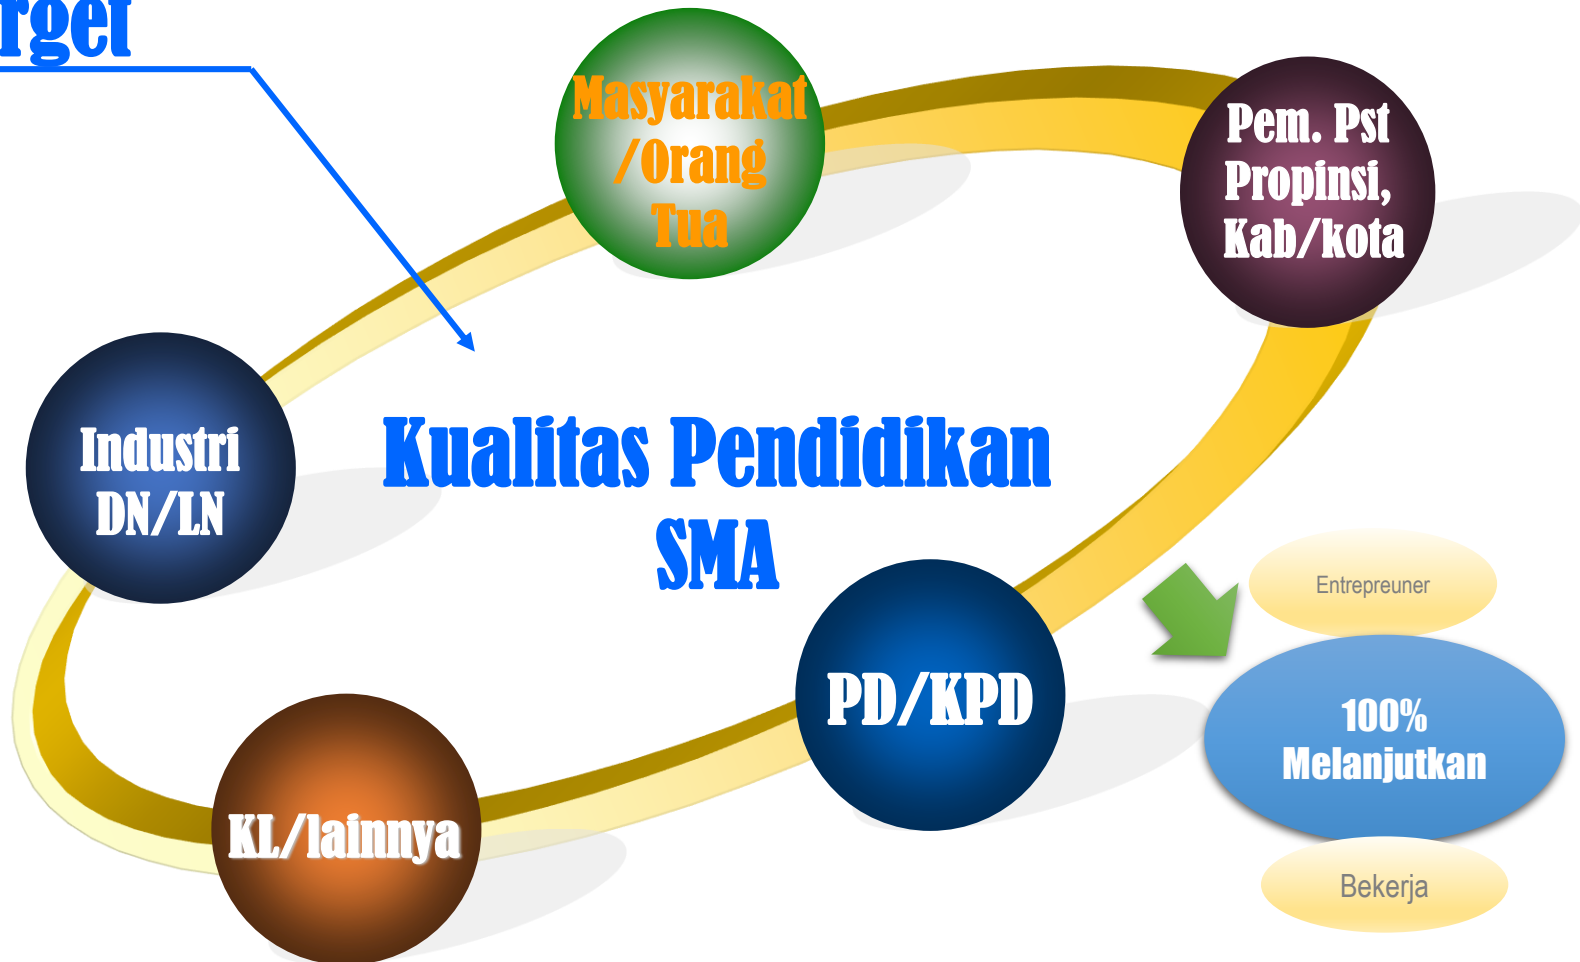 Masyarakat
/Orang
Tua
Pem. Pst
Propinsi,
Kab/kota
Industri
DN/LN
Kualitas Pendidikan
SMA
PD/KPD
KL/lainnya
Entrepreuner
100%
Melanjutkan
Bekerja